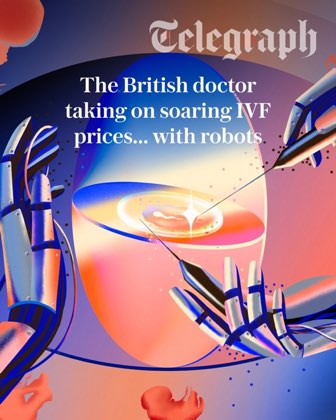 Telegraph
The British doctor
taking on soaring IVF
prices... with robots